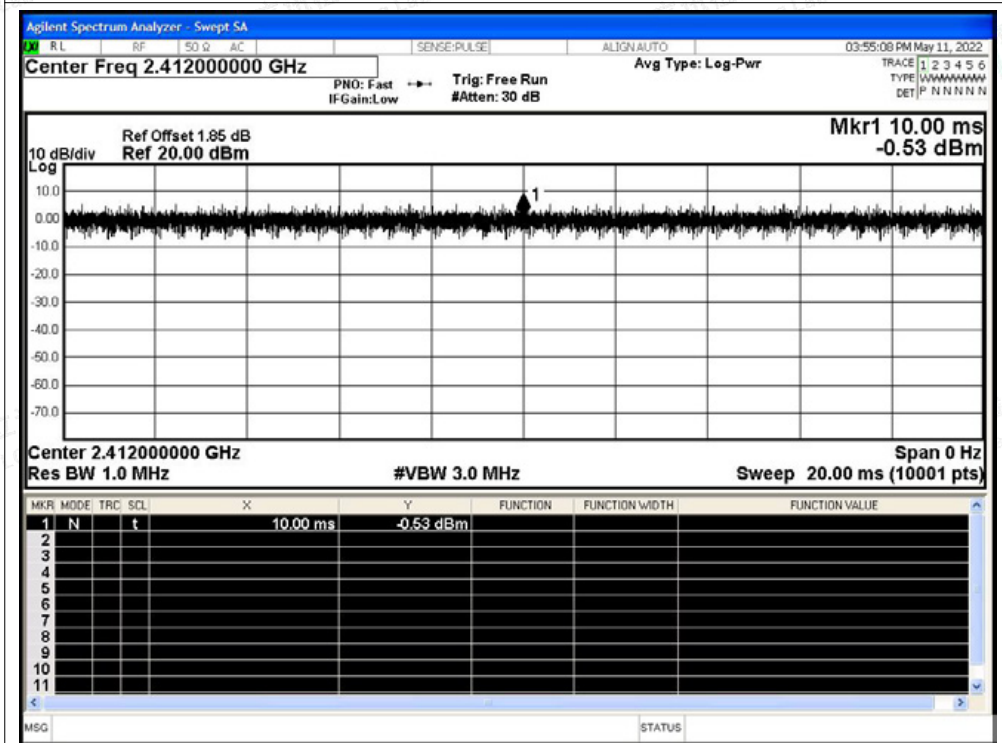 Agilent Spectrum Analyzer - Swept SA
RL RF 50 Ω AC SENSE:PULSE ALIGN AUTO 03:55:08 PM May 11, 2022
Center Freq 2.412000000 GHz
PNO: Fast
IFGain:Low
Trig: Free Run
#Atten: 30 dB
Avg Type: Log-Pwr
TRACE 1 2 3 4 5 6
TYPE
DET P N N N N N
Mkr1 10.00 ms
-0.53 dBm
Ref Offset 1.85 dB
10 dB/div Ref 20.00 dBm
Log
10.0
0.00
-10.0
-20.0
-30.0
-40.0
-50.0
-60.0
-70.0
1
Center 2.412000000 GHz Span 0 Hz
Res BW 1.0 MHz #VBW 3.0 MHz Sweep 20.00 ms (10001 pts)
MKR MODE TRC SCL X Y FUNCTION FUNCTION WIDTH FUNCTION VALUE
1 N t 10.00 ms -0.53 dBm
2
3
4
5
6
7
8
9
10
11
MSG STATUS